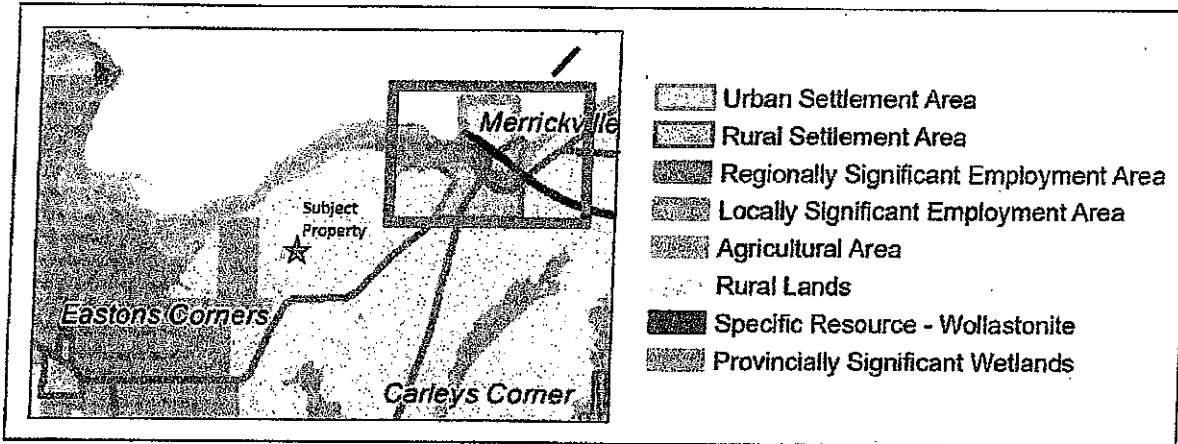 Merrickville
Subject
Property
Eastons Corners
Carleys Corner
Urban Settlement Area
Rural Settlement Area
Regionally Significant Employment Area
Locally Significant Employment Area
Agricultural Area
Rural Lands
Specific Resource - Wollastonite
Provincially Significant Wetlands